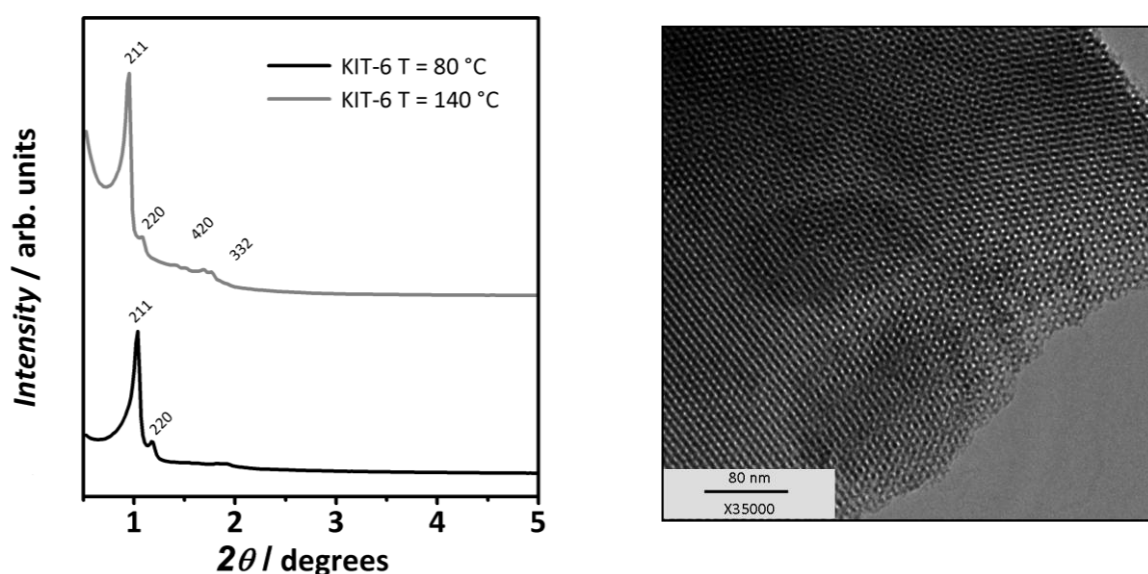 211
KIT-6 T = 80 °C
KIT-6 T = 140 °C
220
420
332
211
220
Intensity / arb. units
1 2 3 4 5
2θ / degrees
80 nm
X35000